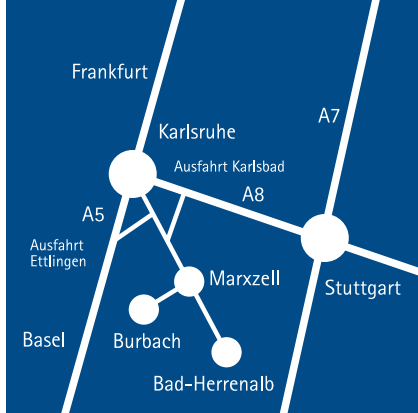 Frankfurt
A7
Karlsruhe
Ausfahrt Karlsbad
A8
A5
Ausfahrt
Ettlingen
Marxzell
Stuttgart
Basel
Burbach
Bad-Herrenalb